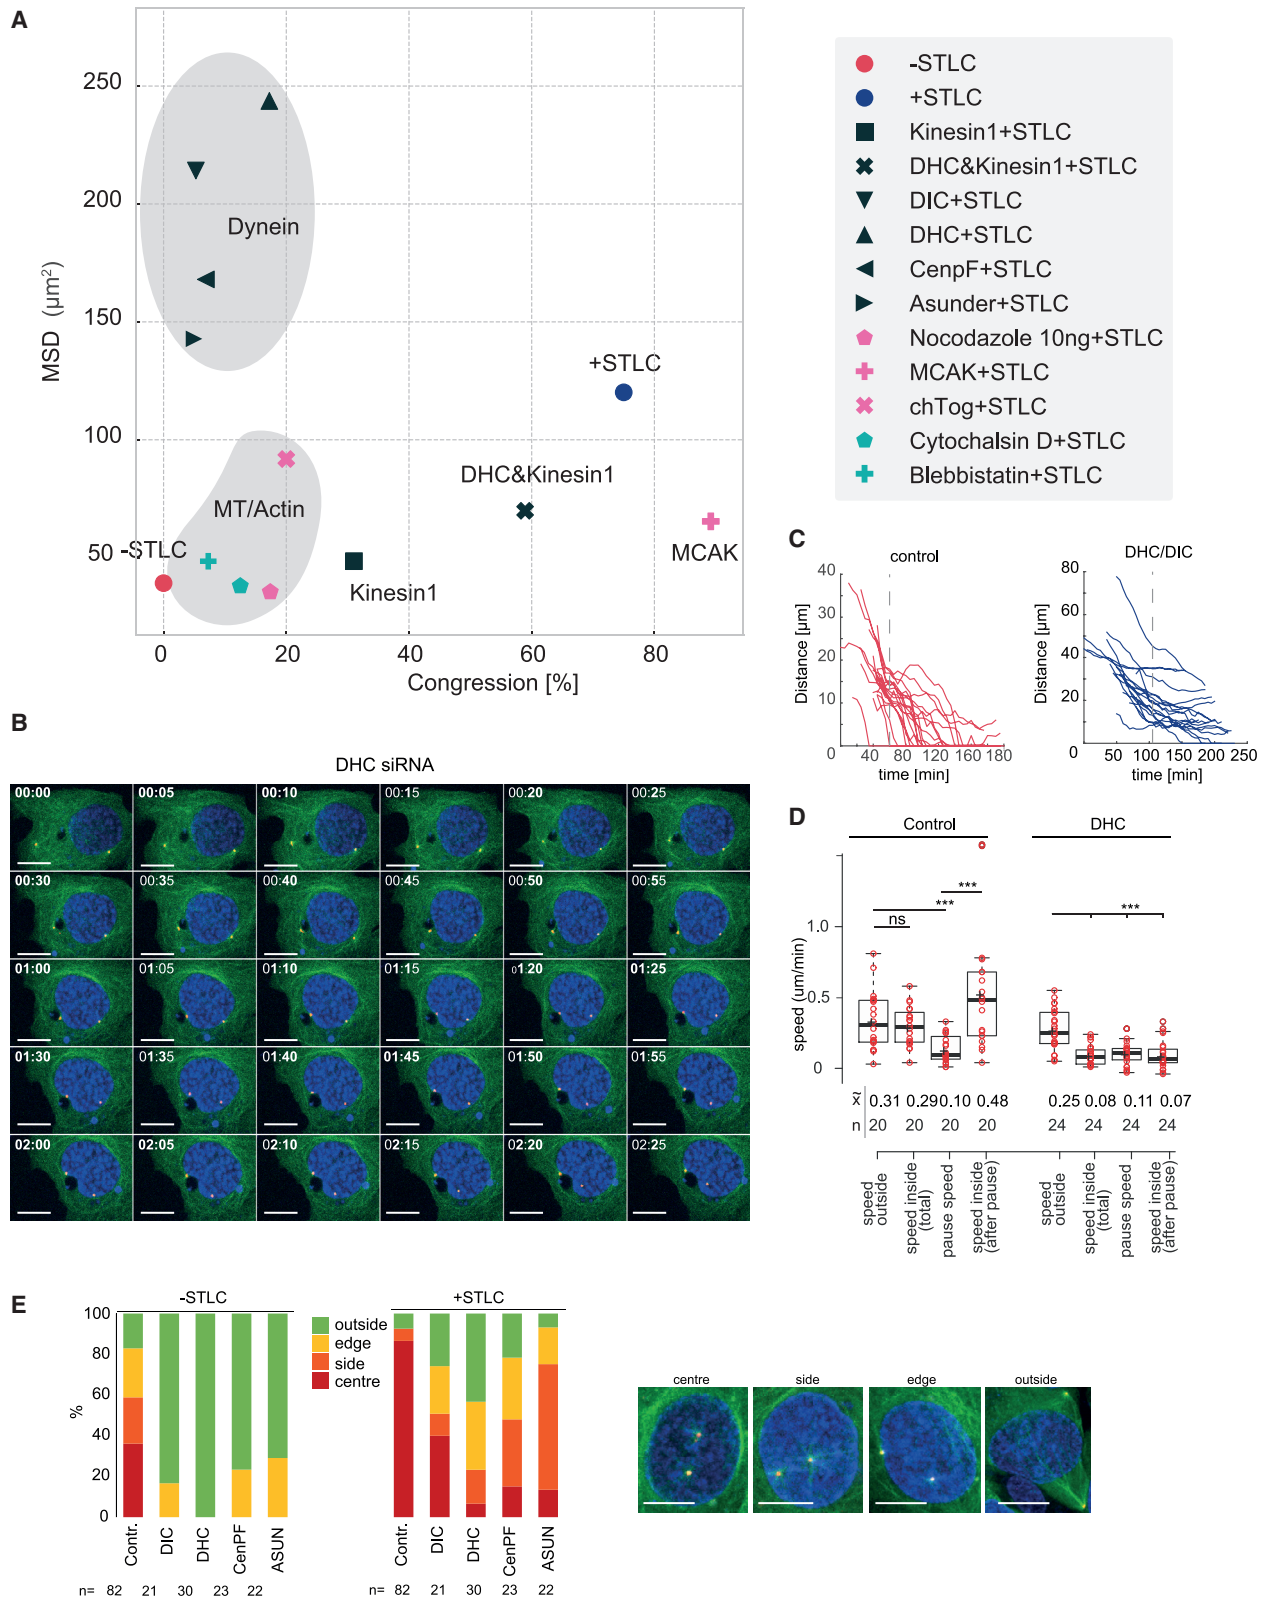 A
250
200
150
100
50
MSD (µm²)
Dynein
+STLC
DHC&Kinesin1
MT/Actin
-STLC
MCAK
Kinesin1
0
20
40
60
80
Congression [%]
-STLC
+STLC
Kinesin1+STLC
DHC&Kinesin1+STLC
DIC+STLC
DHC+STLC
CenpF+STLC
Asunder+STLC
Nocodazole 10ng+STLC
MCAK+STLC
chTog+STLC
Cytochalsin D+STLC
Blebbistatin+STLC
B
DHC siRNA
00:00 00:05 00:10 00:15 00:20 00:25
00:30 00:35 00:40 00:45 00:50 00:55
01:00 01:05 01:10 01:15 01:20 01:25
01:30 01:35 01:40 01:45 01:50 01:55
02:00 02:05 02:10 02:15 02:20 02:25
C
control
40
30
20
10
0
Distance [µm]
40 80 100 140 180
time [min]
DHC/DIC
80
60
40
20
0
Distance [µm]
50 100 150 200 250
time [min]
D
Control
DHC
***
***
ns
***
1.0
0.5
0
speed (um/min)
x̃ 0.31 0.29 0.10 0.48 0.25 0.08 0.11 0.07
n 20 20 20 20 24 24 24 24
speed outside
speed inside (total)
pause speed
speed inside (after pause)
speed outside
speed inside (total)
pause speed
speed inside (after pause)
E
-STLC
100
80
60
40
20
0
%
Contr.
DIC
DHC
CenPF
ASUN
n= 82 21 30 23 22
outside
edge
side
centre
+STLC
Contr.
DIC
DHC
CenPF
ASUN
n= 82 21 30 23 22
centre side edge outside